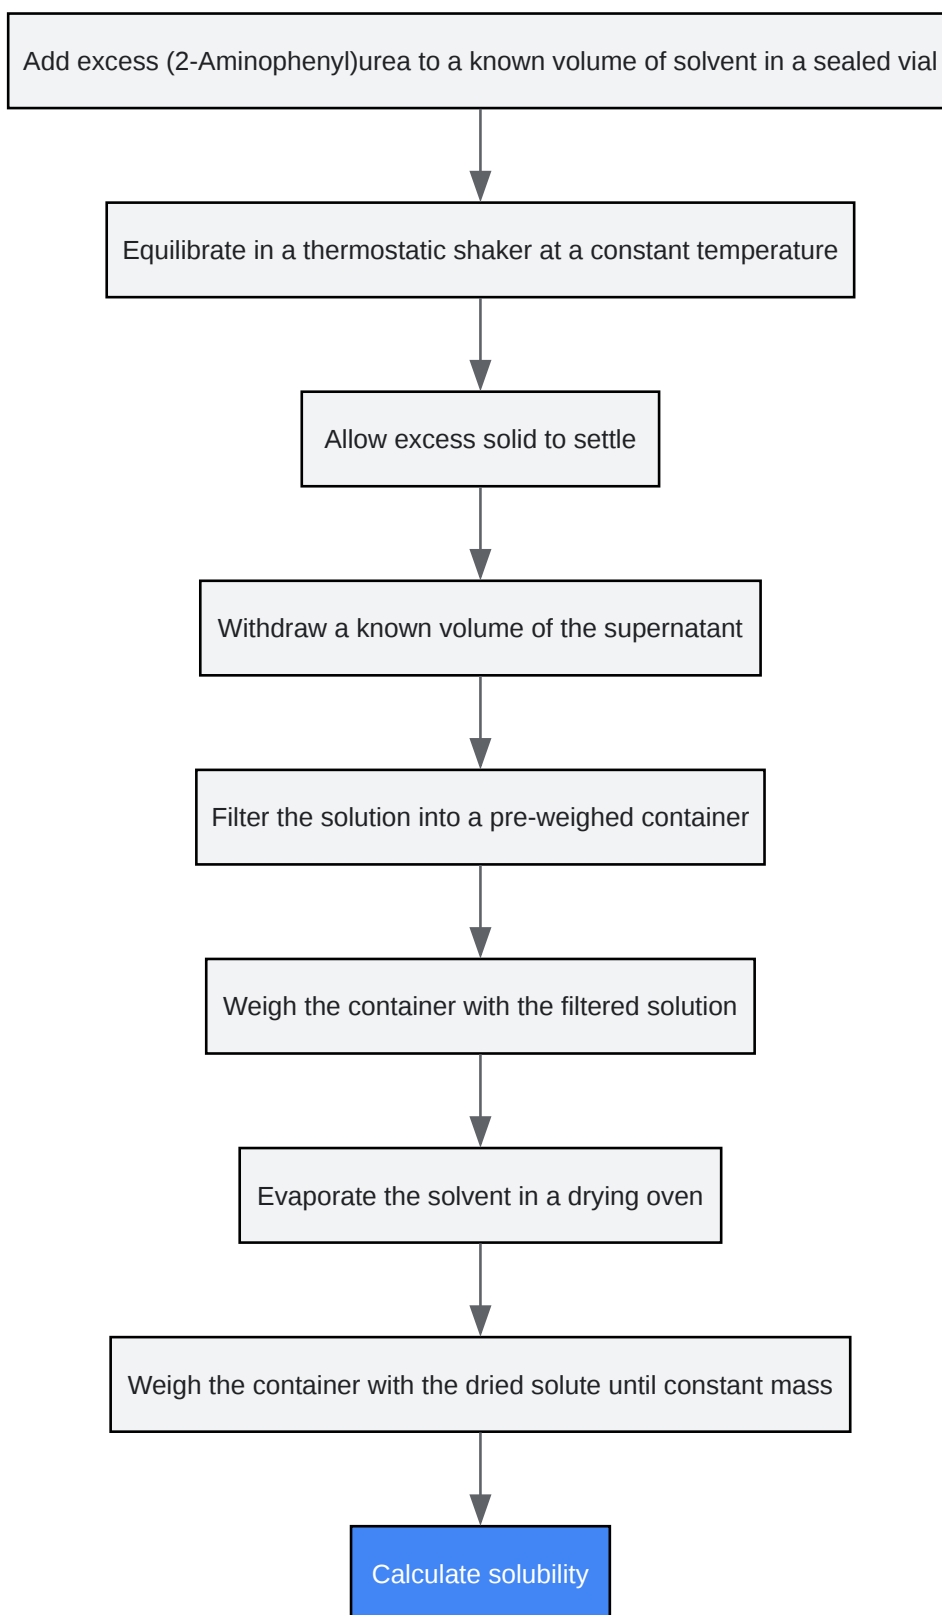 Add excess (2-Aminophenyl)urea to a known volume of solvent in a sealed vial
Equilibrate in a thermostatic shaker at a constant temperature
Allow excess solid to settle
Withdraw a known volume of the supernatant
Filter the solution into a pre-weighed container
Weigh the container with the filtered solution
Evaporate the solvent in a drying oven
Weigh the container with the dried solute until constant mass
Calculate solubility